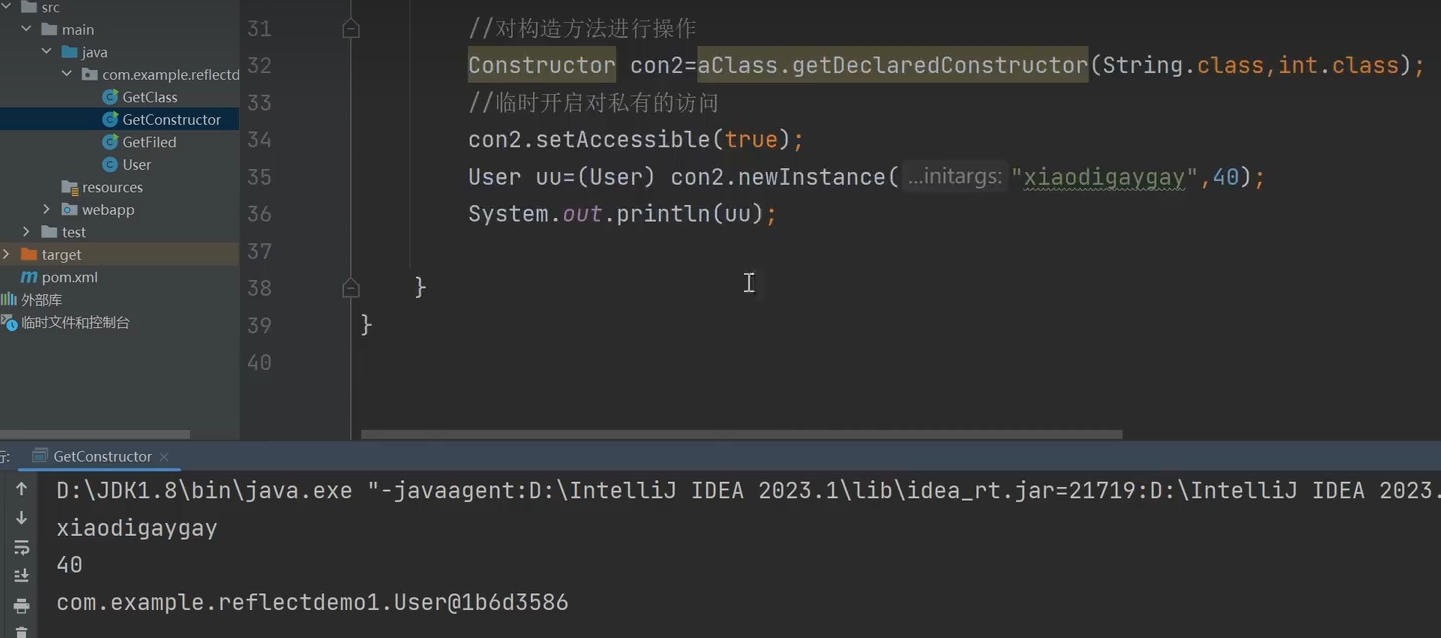 src
main
java
com.example.reflectd
GetClass
GetConstructor
GetFiled
User
resources
webapp
test
target
pom.xml
外部库
临时文件和控制台
31 //对构造方法进行操作
32 Constructor con2=aClass.getDeclaredConstructor(String.class,int.class);
33 //临时开启对私有的访问
34 con2.setAccessible(true);
35 User uu=(User) con2.newInstance( ...initargs: "xiaodigaygay",40);
36 System.out.println(uu);
37
38 }
39 }
40
行: GetConstructor
D:\JDK1.8\bin\java.exe "-javaagent:D:\IntelliJ IDEA 2023.1\lib\idea_rt.jar=21719:D:\IntelliJ IDEA 2023.
xiaodigaygay
40
com.example.reflectdemo1.User@1b6d3586